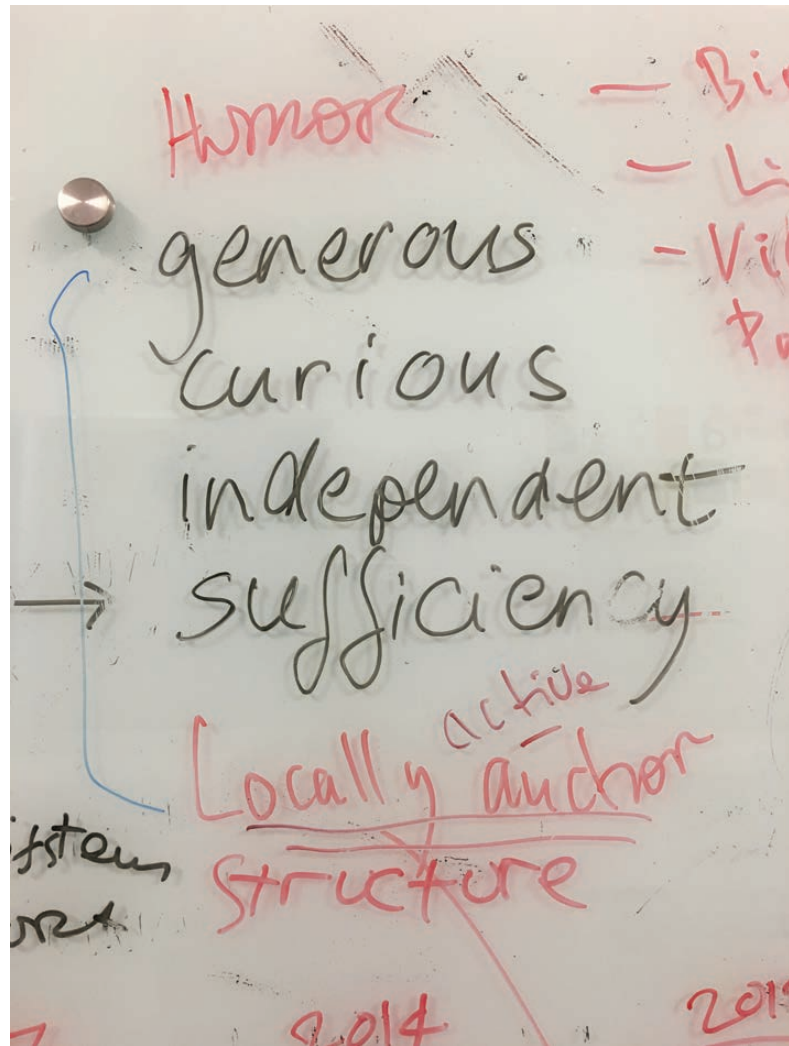 Humor
generous
curious
independent
sufficiency
active
Locally anchor
structure
2014